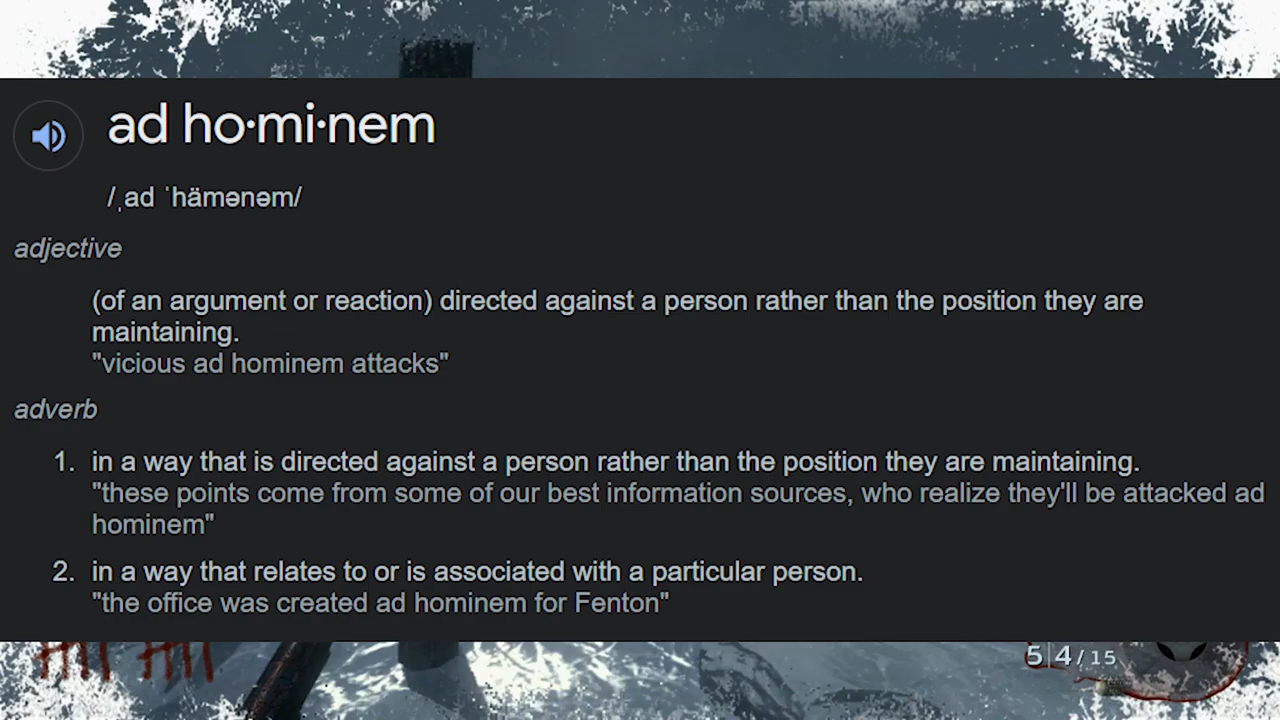 ad ho·mi·nem
/ˌad ˈhämənəm/
adjective
(of an argument or reaction) directed against a person rather than the position they are
maintaining.
"vicious ad hominem attacks"
adverb
1. in a way that is directed against a person rather than the position they are maintaining.
"these points come from some of our best information sources, who realize they'll be attacked ad
hominem"
2. in a way that relates to or is associated with a particular person.
"the office was created ad hominem for Fenton"
5|4/15